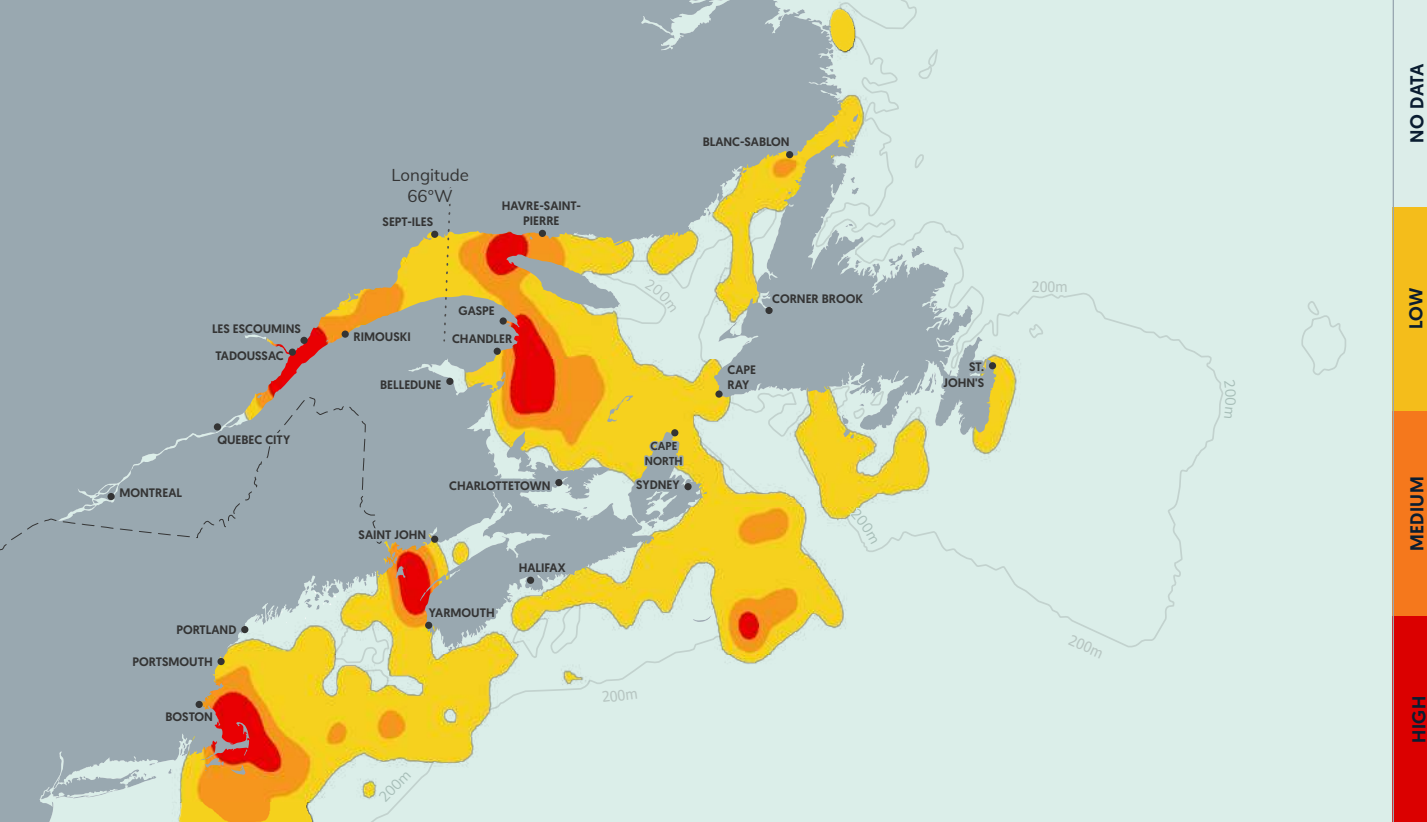 BLANC-SABLON
Longitude
66°W
HAVRE-SAINT-
PIERRE
SEPT-ILES
200m
200m
CORNER BROOK
GASPE
LES ESCOUMINS
RIMOUSKI
CHANDLER
TADOUSSAC
CAPE
RAY
ST.
JOHN'S
BELLEDUNE
200m
QUEBEC CITY
CAPE
NORTH
CHARLOTTETOWN
SYDNEY
MONTREAL
200m
SAINT JOHN
HALIFAX
YARMOUTH
PORTLAND
200m
PORTSMOUTH
200m
BOSTON
200m
NO DATA
LOW
MEDIUM
HIGH